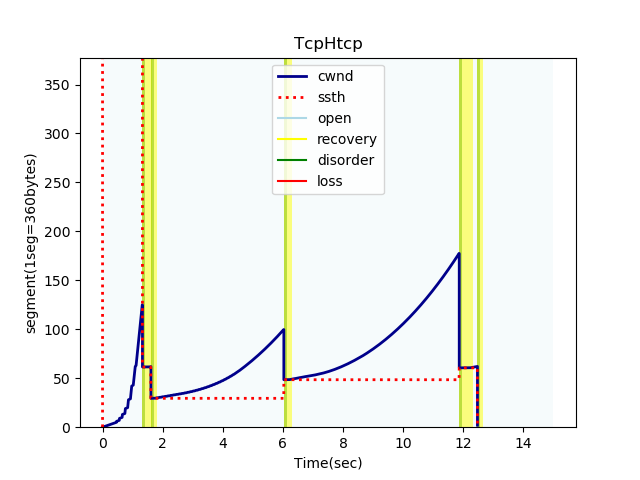 TcpHtcp
cwnd
ssth
open
recovery
disorder
loss
350
300
250
200
150
100
50
0
segment(1seg=360bytes)
0 2 4 6 8 10 12 14
Time(sec)